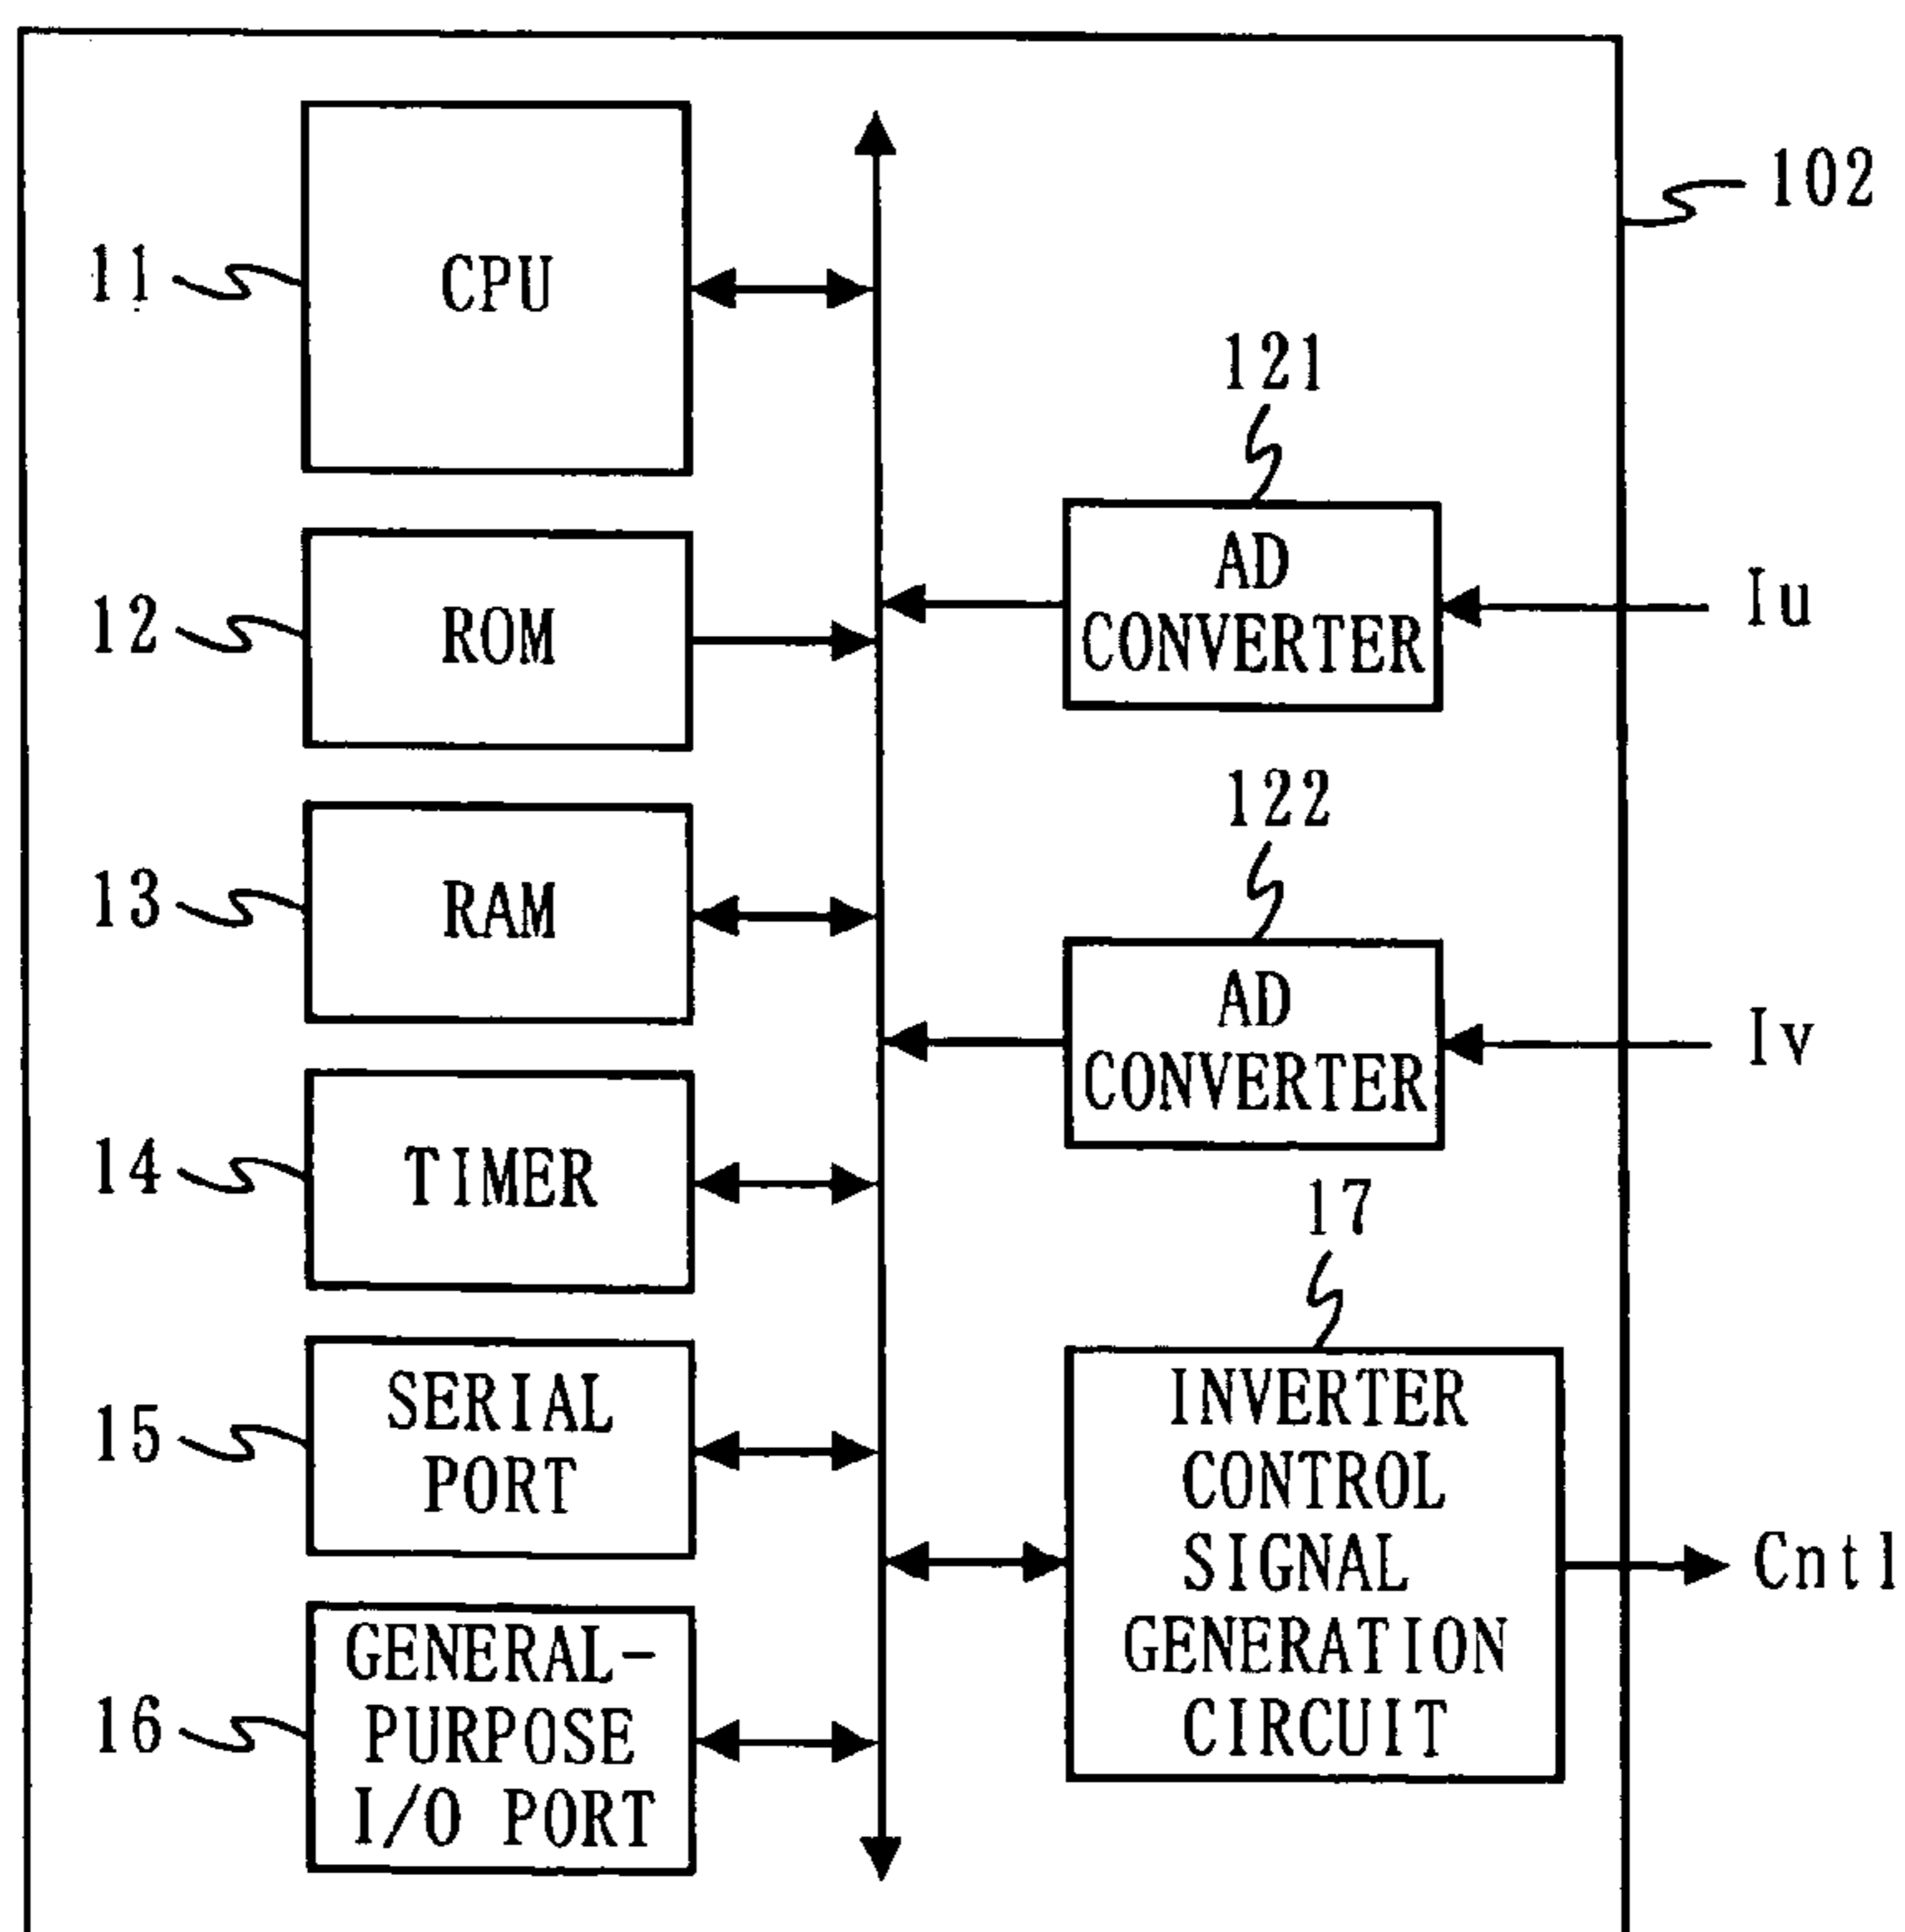 102
11
CPU
121
AD
CONVERTER
Iu
12
ROM
122
13
RAM
AD
CONVERTER
Iv
14
TIMER
17
15
SERIAL
PORT
INVERTER
CONTROL
SIGNAL
GENERATION
CIRCUIT
Cntl
16
GENERAL-
PURPOSE
I/O PORT